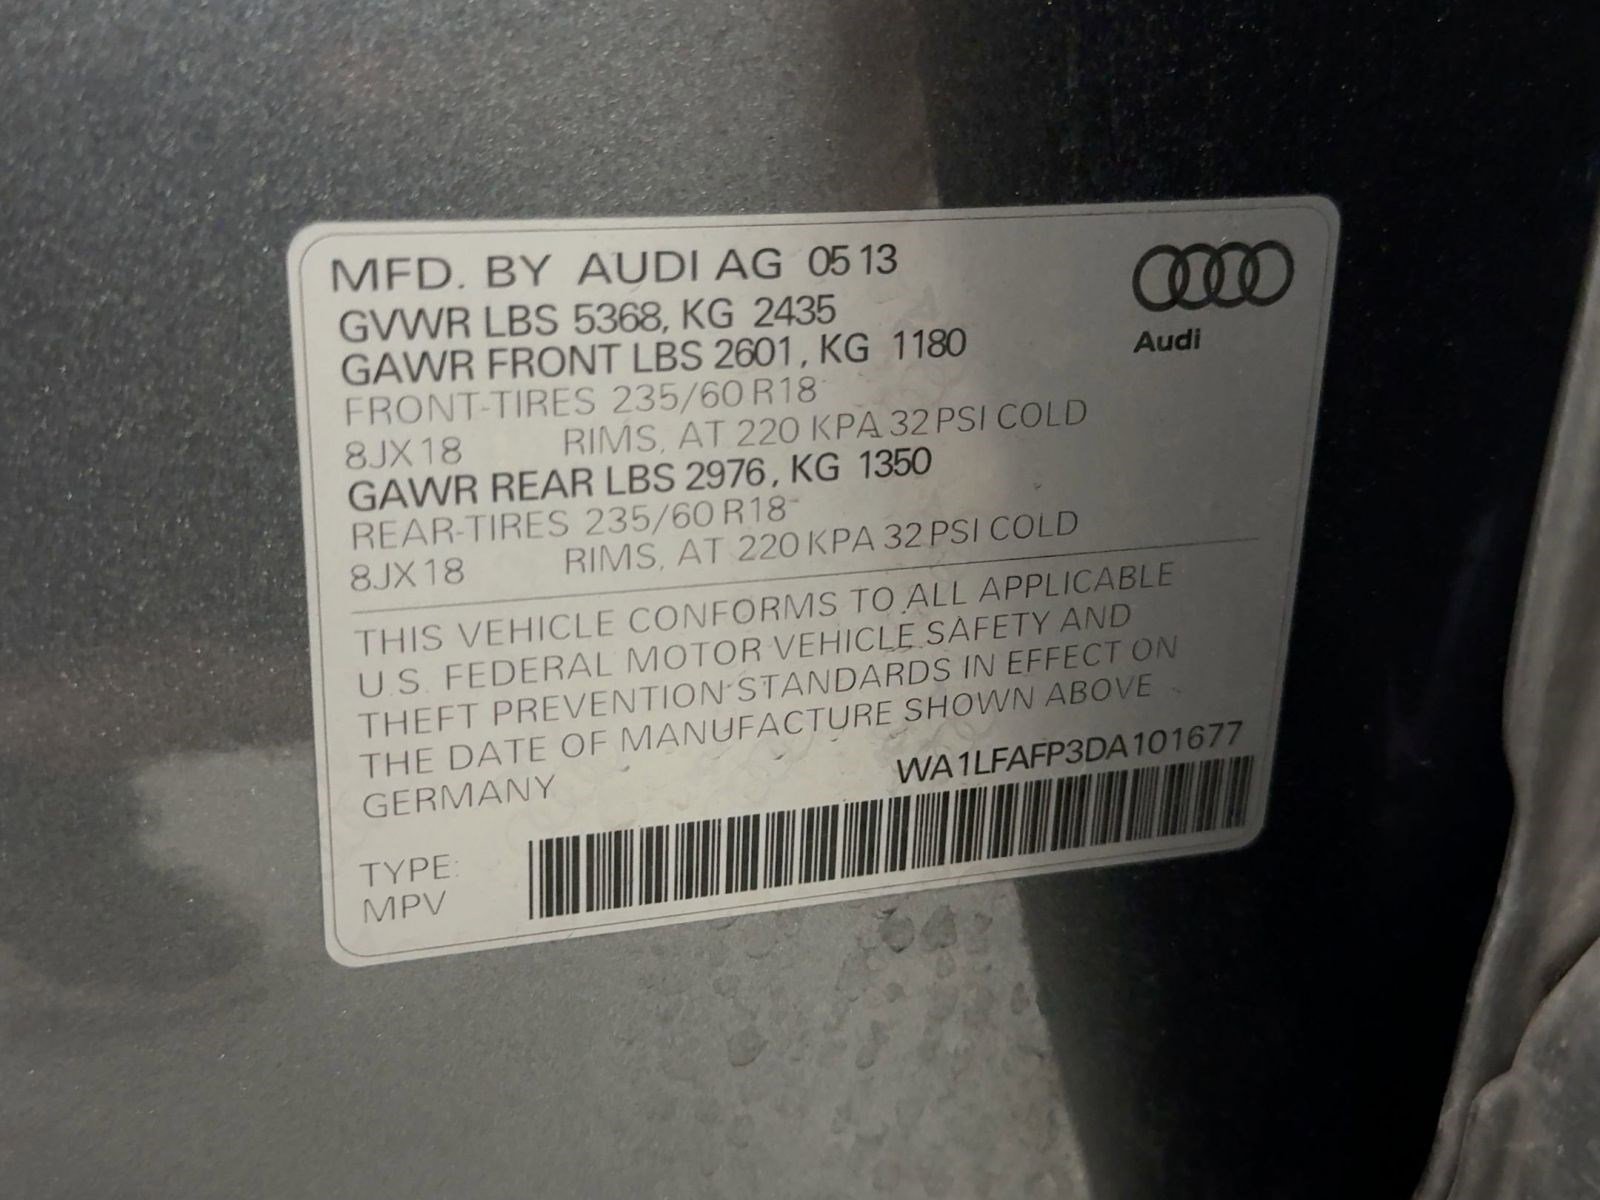 MFD. BY AUDI AG 05 13
GVWR LBS 5368, KG 2435
GAWR FRONT LBS 2601, KG 1180
FRONT-TIRES 235/60 R18
8JX18 RIMS, AT 220 KPA 32 PSI COLD
GAWR REAR LBS 2976, KG 1350
REAR-TIRES 235/60 R18
8JX18 RIMS, AT 220 KPA 32 PSI COLD
Audi
THIS VEHICLE CONFORMS TO ALL APPLICABLE
U.S. FEDERAL MOTOR VEHICLE SAFETY AND
THEFT PREVENTION STANDARDS IN EFFECT ON
THE DATE OF MANUFACTURE SHOWN ABOVE
GERMANY
WA1LFAFP3DA101677
TYPE:
MPV